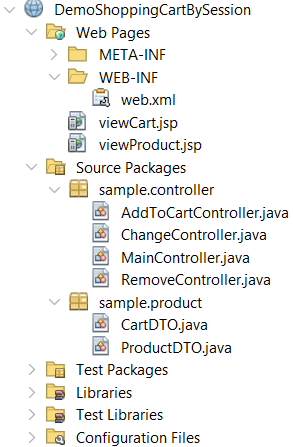 DemoShoppingCartBySession
Web Pages
META-INF
WEB-INF
web.xml
viewCart.jsp
viewProduct.jsp
Source Packages
sample.controller
AddToCartController.java
ChangeController.java
MainController.java
RemoveController.java
sample.product
CartDTO.java
ProductDTO.java
Test Packages
Libraries
Test Libraries
Configuration Files